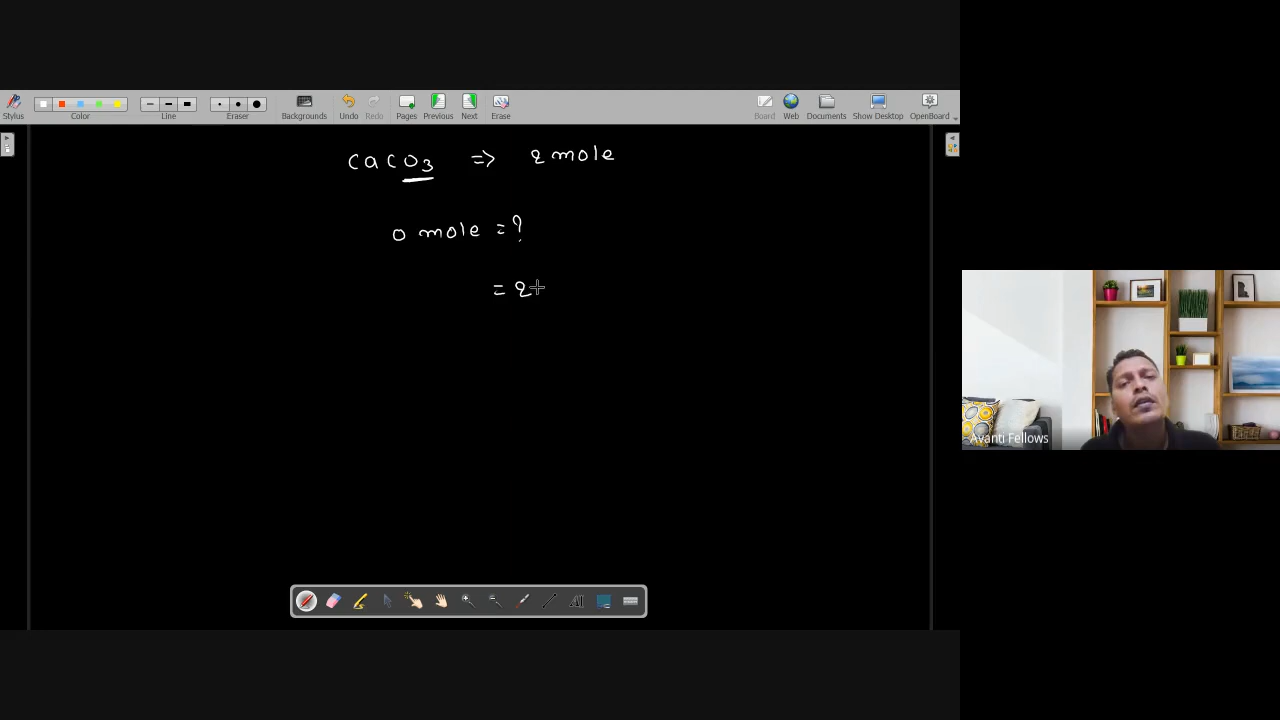 Stylus Color Line Eraser Backgrounds Undo Redo Pages Previous Next Erase Board Web Documents Show Desktop OpenBoard
CaCO3 => 2 mole
O mole = ?
= 2
Avanti Fellows